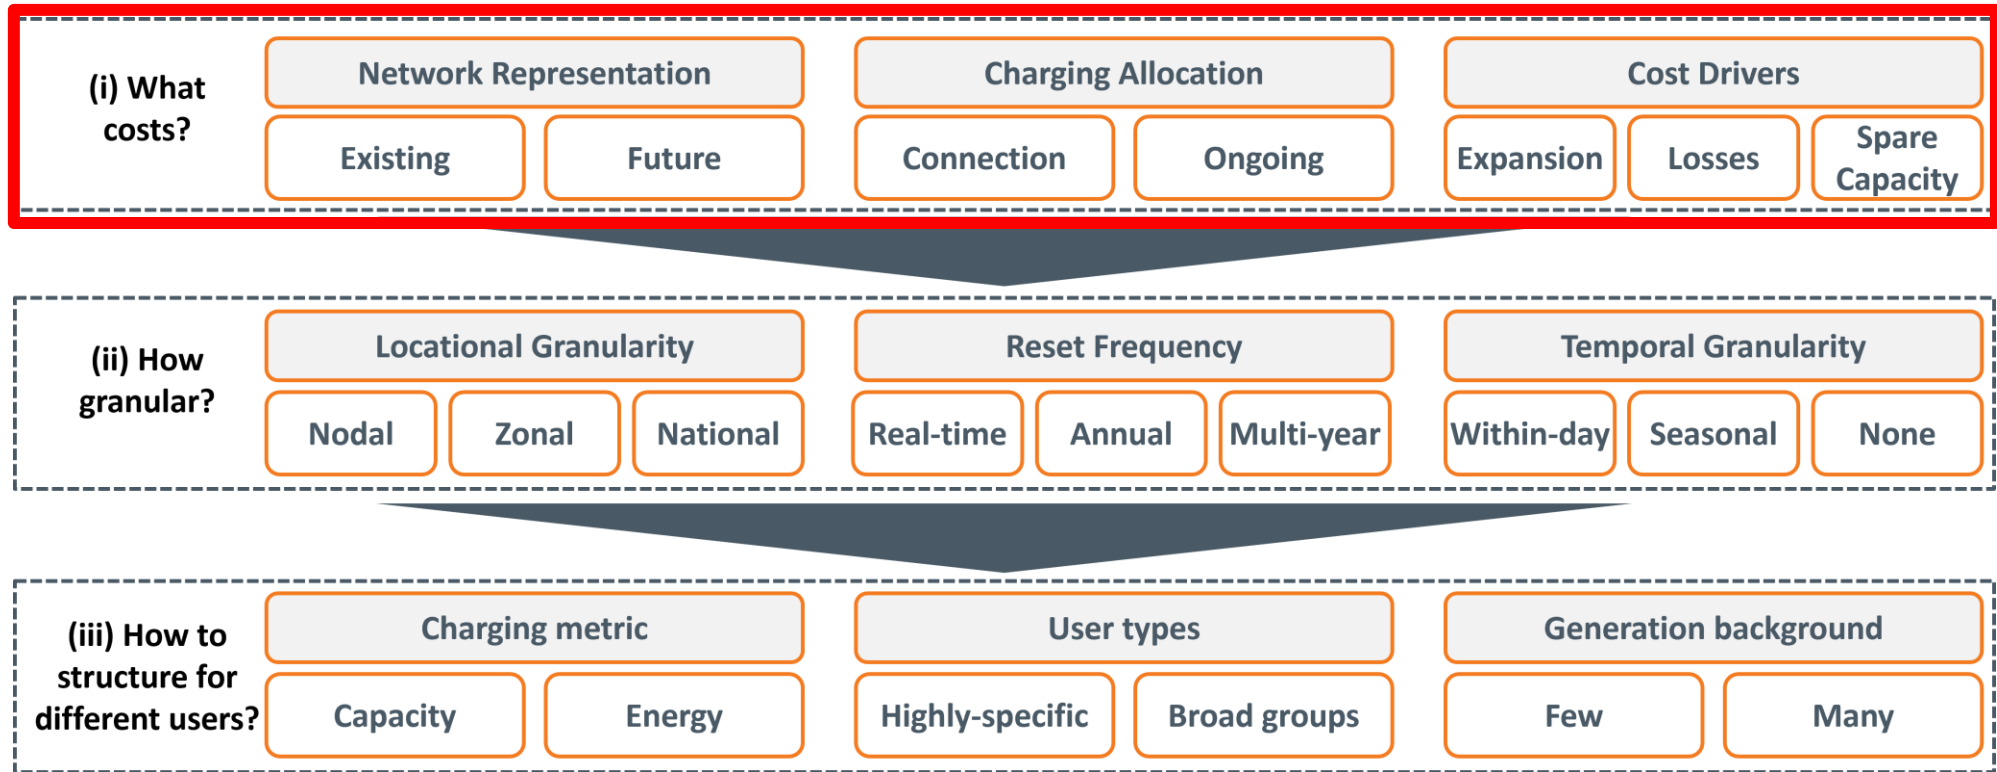 (i) What
costs?
Network Representation
Existing
Future
Charging Allocation
Connection
Ongoing
Cost Drivers
Expansion
Losses
Spare
Capacity
(ii) How
granular?
Locational Granularity
Nodal
Zonal
National
Reset Frequency
Real-time
Annual
Multi-year
Temporal Granularity
Within-day
Seasonal
None
(iii) How to
structure for
different users?
Charging metric
Capacity
Energy
User types
Highly-specific
Broad groups
Generation background
Few
Many